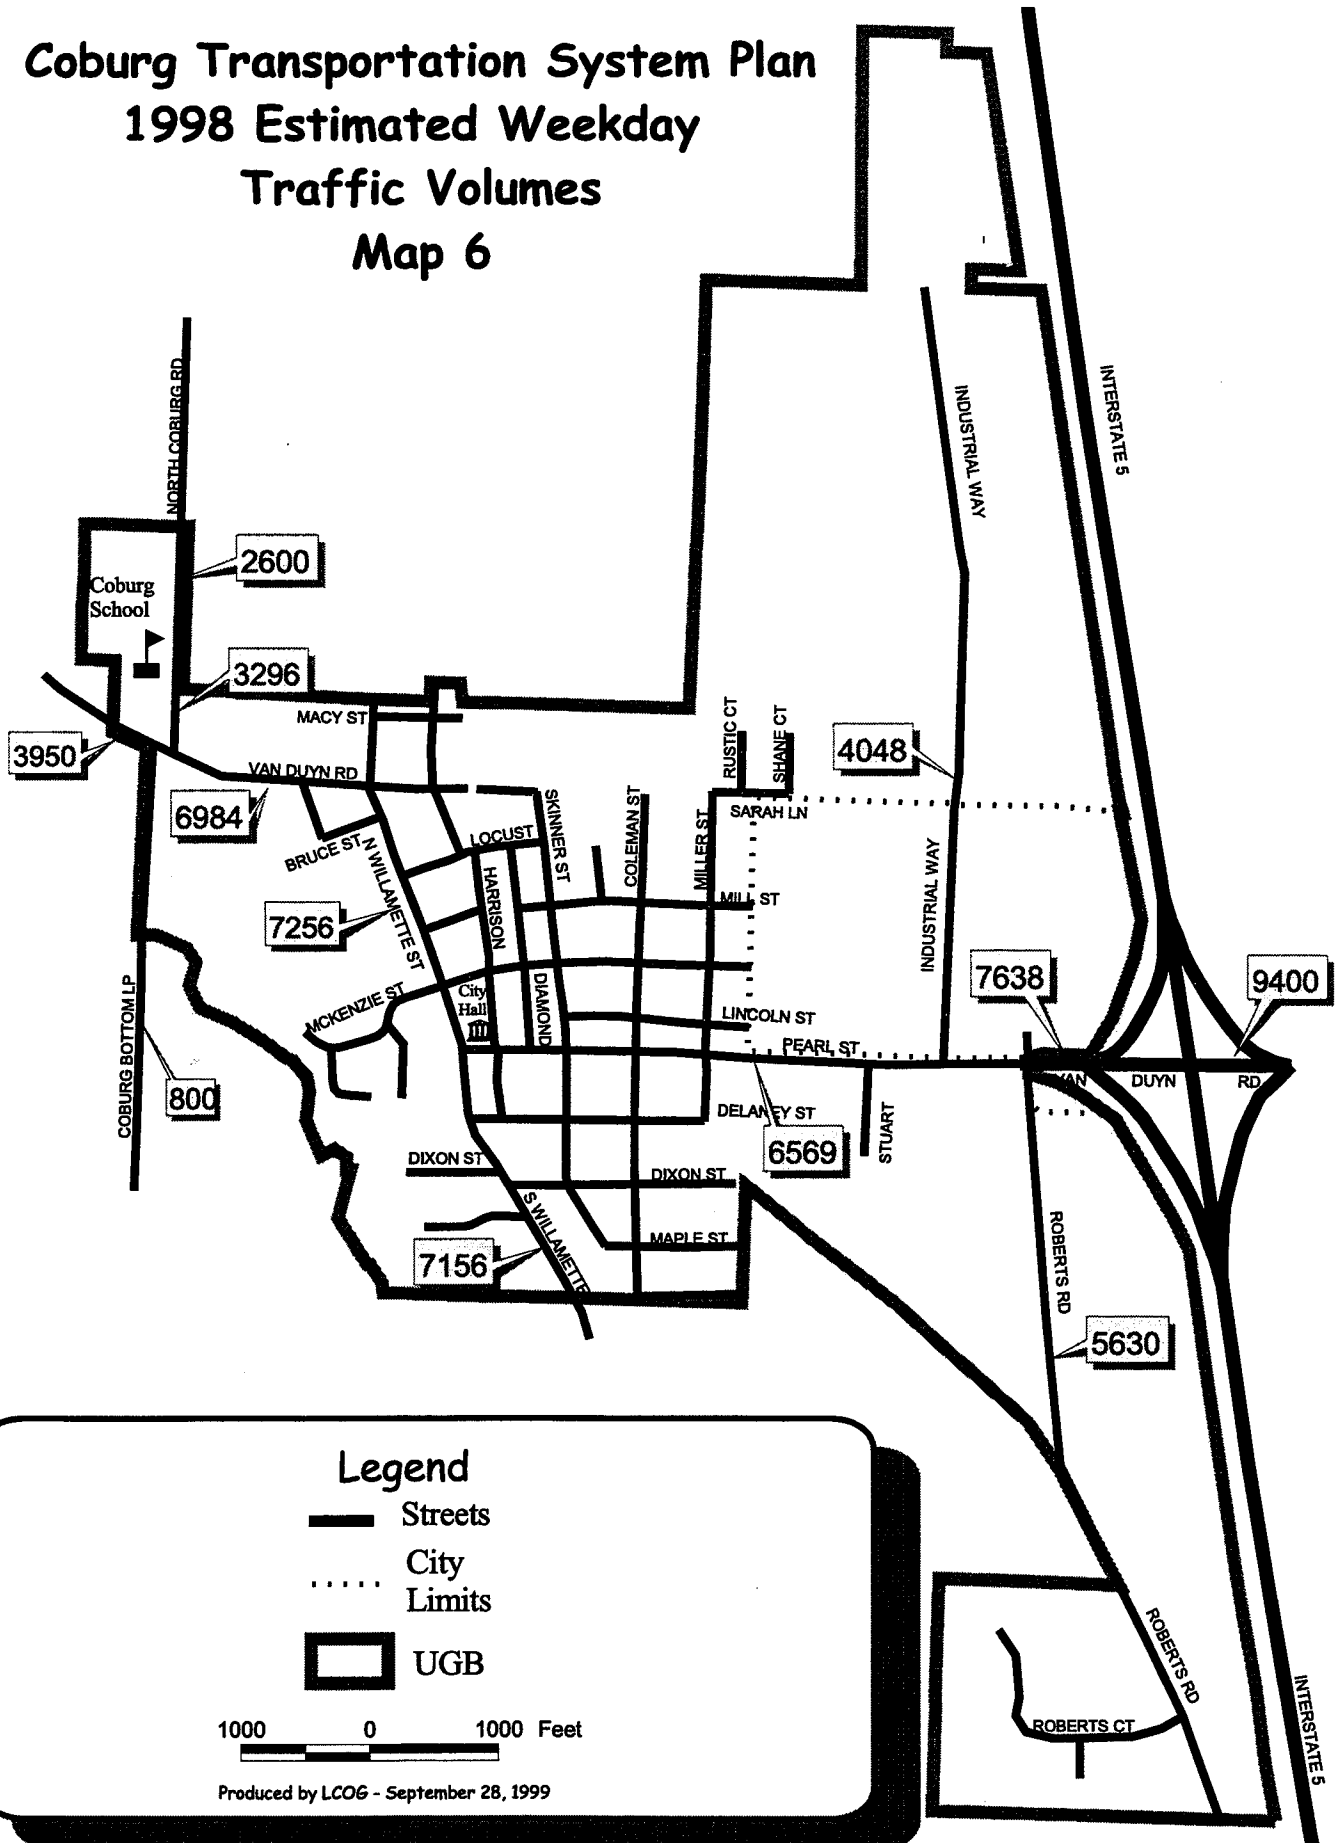 Coburg Transportation System Plan
1998 Estimated Weekday
Traffic Volumes
Map 6
NORTH COBURG RD
INTERSTATE 5
INDUSTRIAL WAY
2600
Coburg
School
3296
MACY ST
3950
VAN DUYN RD
6984
RUSTIC CT
SHANE CT
4048
SARAH LN
BRUCE ST
LOCUST
SKINNER ST
COLEMAN ST
MILLER ST
N WILLAMETTE ST
HARRISON
MILL ST
INDUSTRIAL WAY
7256
7638
9400
COBURG BOTTOM LP
MCKENZIE ST
City
Hall
DIAMOND
LINCOLN ST
PEARL ST
VAN DUYN RD
800
DELANEY ST
STUART
6569
DIXON ST
DIXON ST
S WILLAMETTE
MAPLE ST
7156
ROBERTS RD
5630
Legend
Streets
City
Limits
UGB
1000 0 1000 Feet
Produced by LCOG - September 28, 1999
ROBERTS RD
ROBERTS CT
INTERSTATE 5